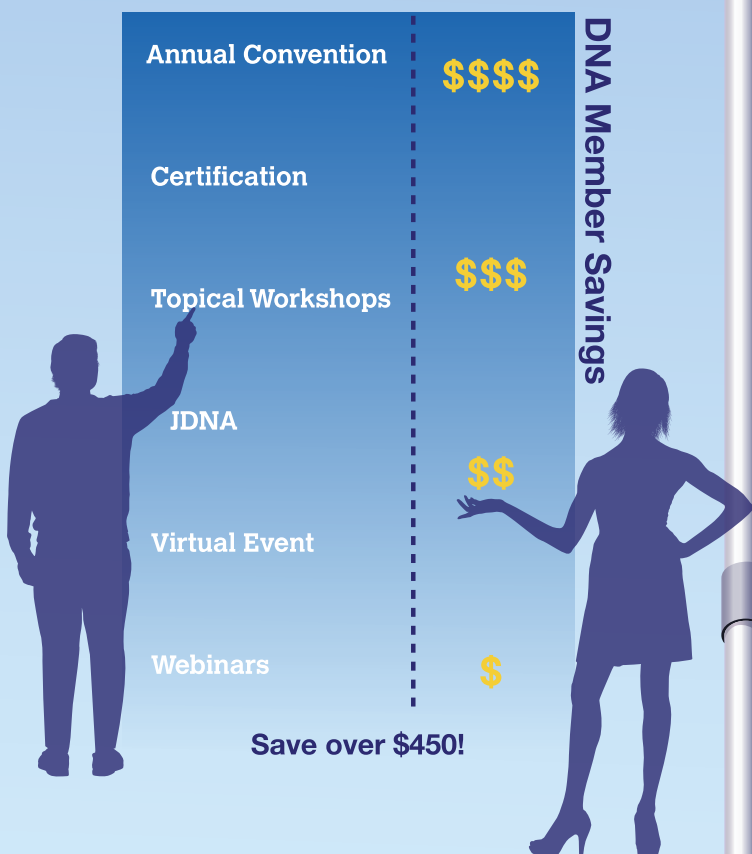 Annual Convention
$$$$
Certification
$$$
Topical Workshops
JDNA
$$
Virtual Event
Webinars
$
Save over $450!
DNA Member Savings